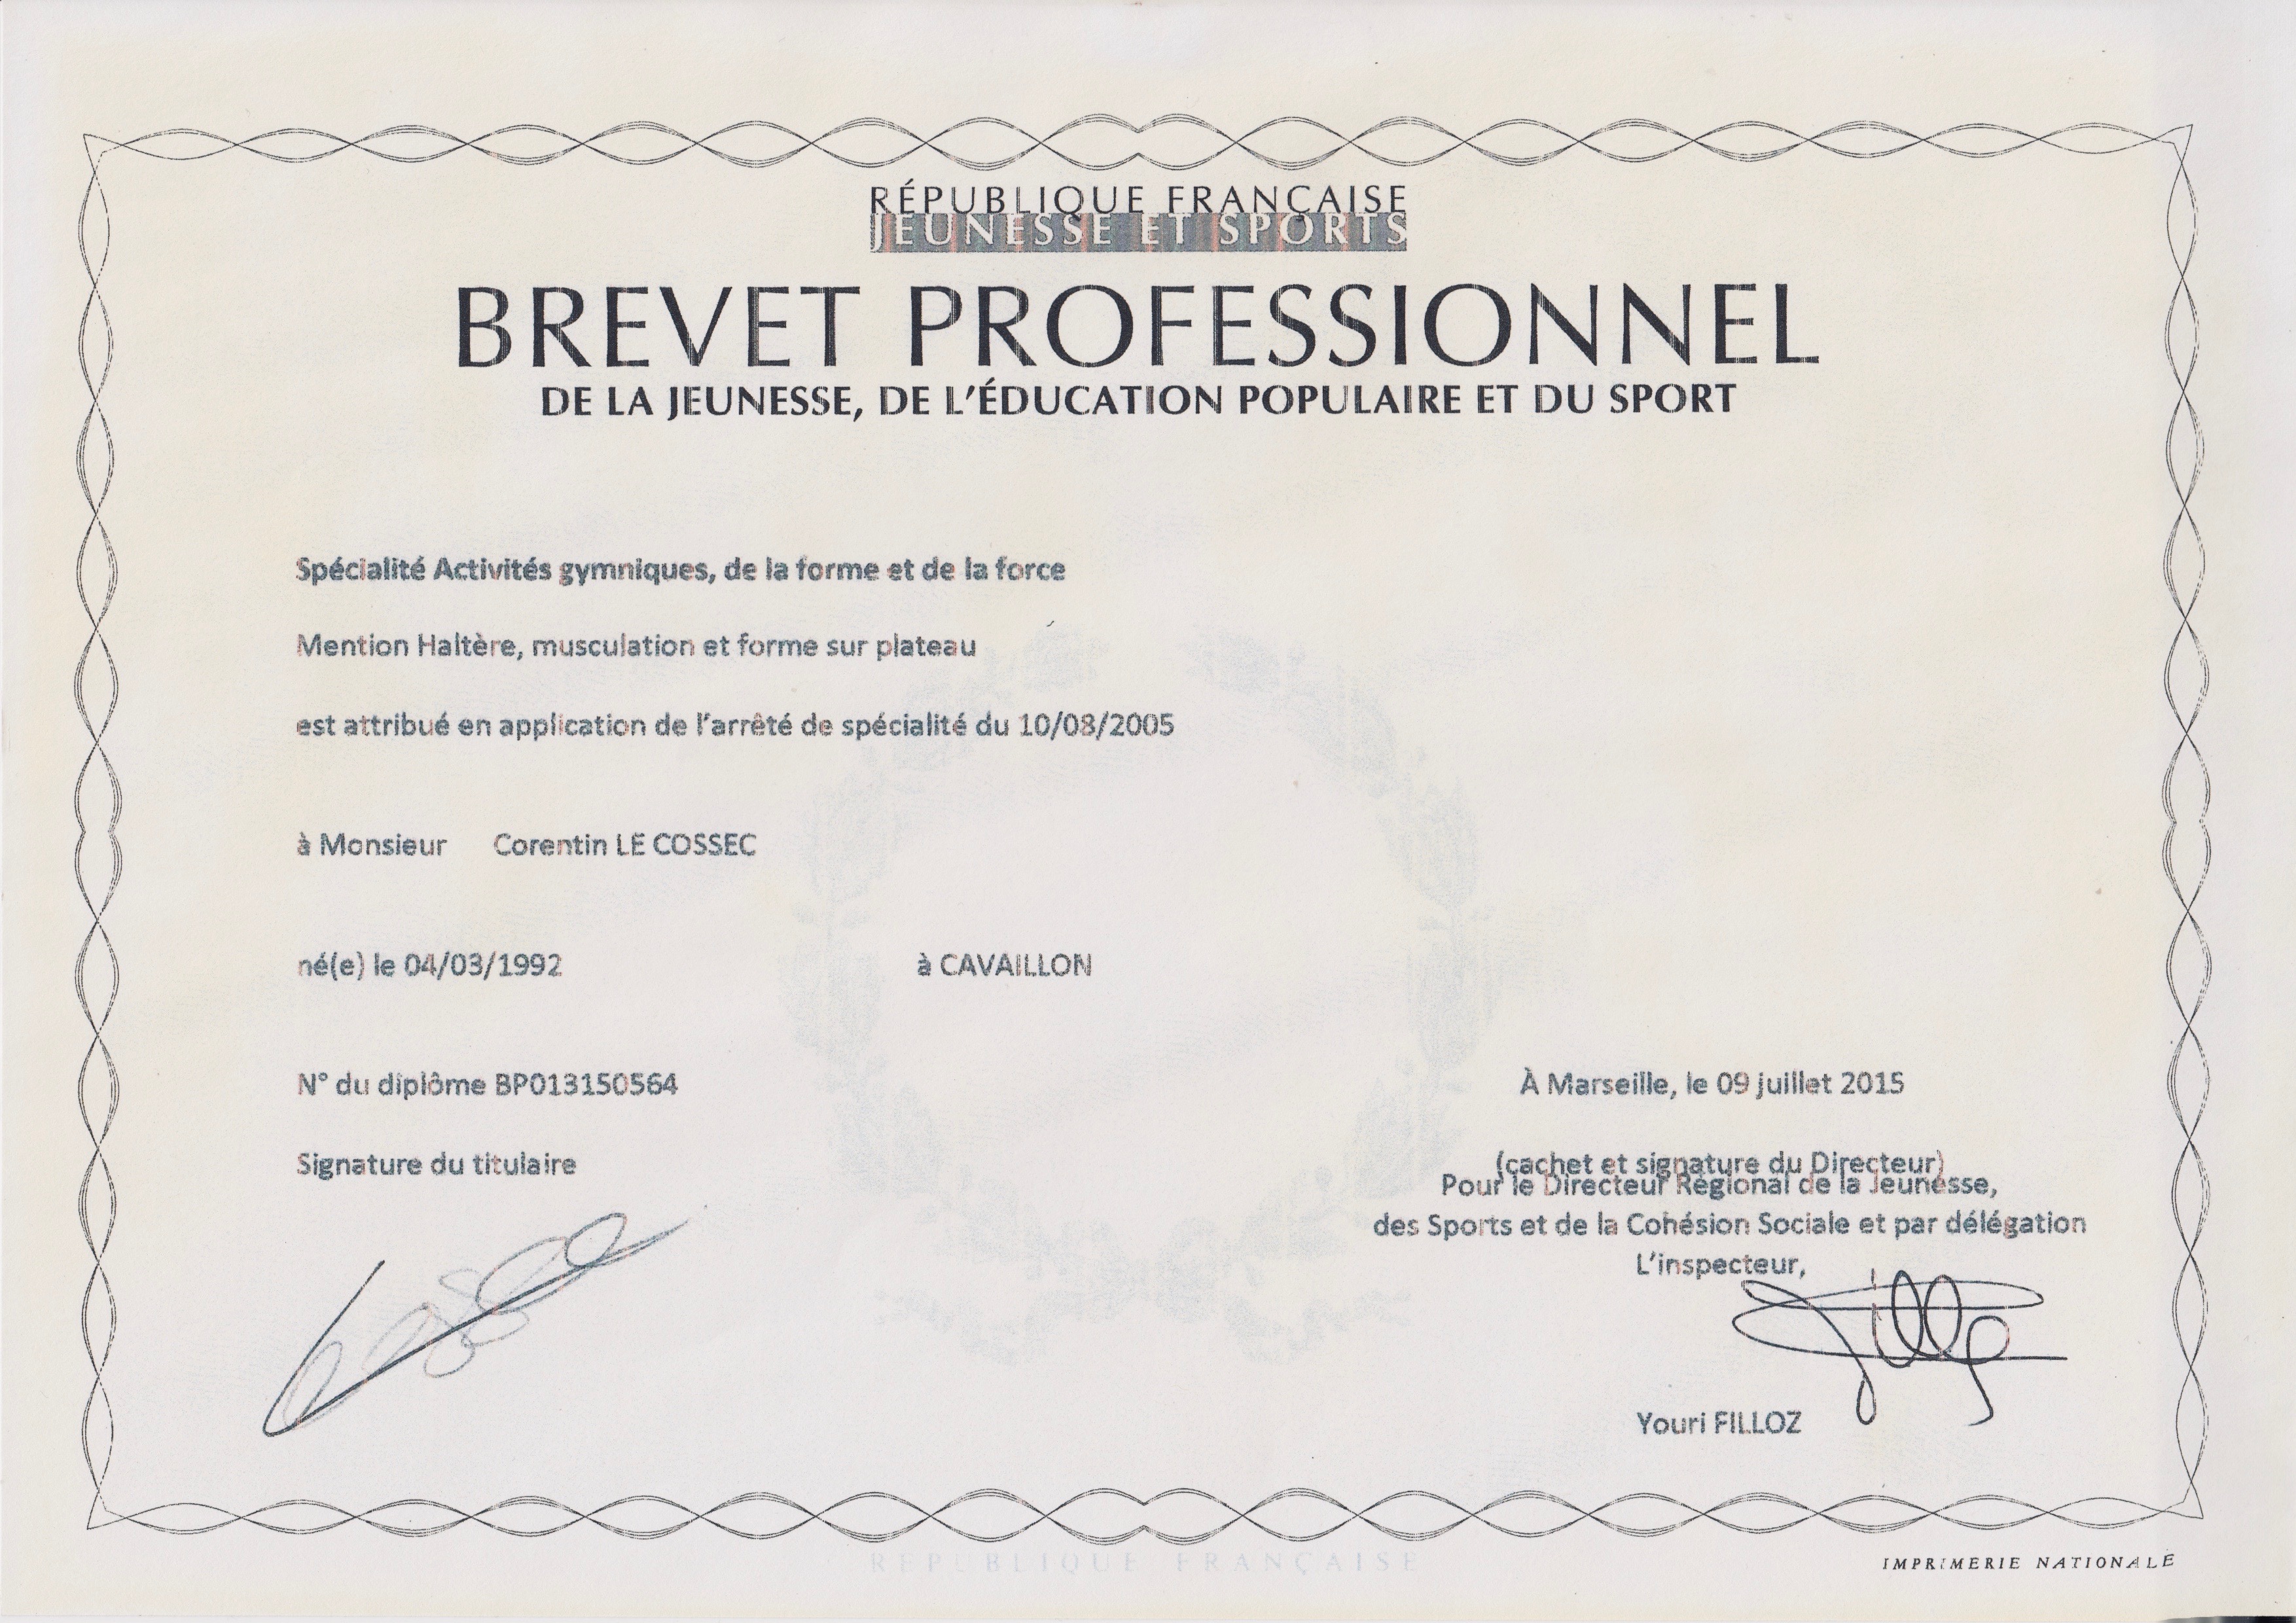 RÉPUBLIQUE FRANÇAISE
JEUNESSE ET SPORTS
BREVET PROFESSIONNEL
DE LA JEUNESSE, DE L'ÉDUCATION POPULAIRE ET DU SPORT
Spécialité Activités gymniques, de la forme et de la force
Mention Haltère, musculation et forme sur plateau
est attribué en application de l'arrêté de spécialité du 10/08/2005
à Monsieur Corentin LE COSSEC
né(e) le 04/03/1992 à CAVAILLON
N° du diplôme BP013150564 À Marseille, le 09 juillet 2015
Signature du titulaire (cachet et signature du Directeur)
Pour le Directeur Régional de la Jeunesse,
des Sports et de la Cohésion Sociale et par délégation
L'inspecteur,
Youri FILLOZ
RÉPUBLIQUE FRANÇAISE
IMPRIMERIE NATIONALE